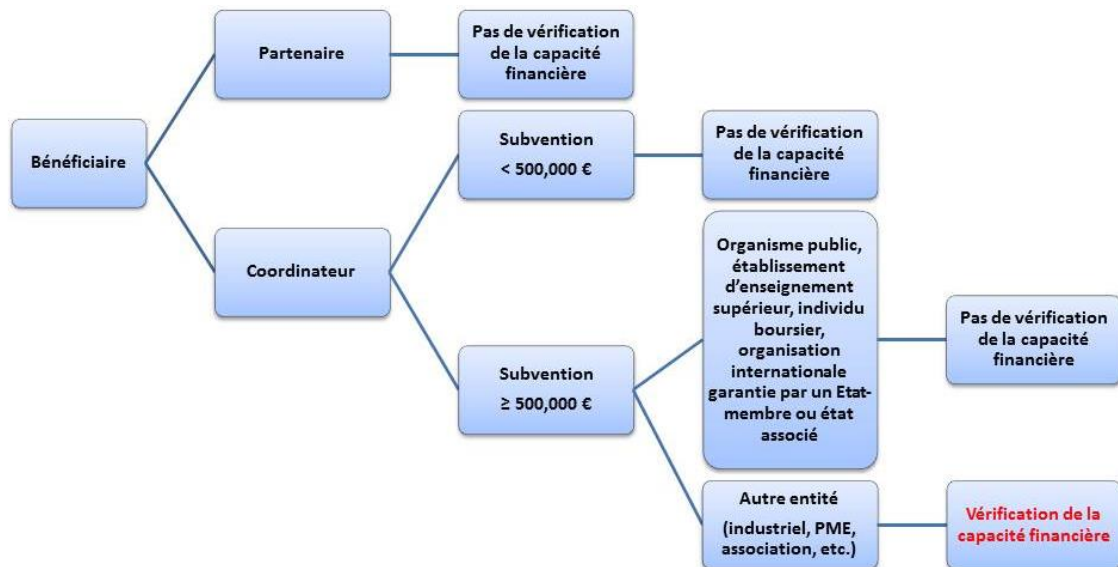 Bénéficiaire
Partenaire
Pas de vérification
de la capacité
financière
Coordinateur
Subvention
< 500,000 €
Pas de vérification
de la capacité
financière
Subvention
≥ 500,000 €
Organisme public,
établissement
d’enseignement
supérieur, individu
boursier,
organisation
internationale
garantie par un Etat-
membre ou état
associé
Pas de vérification
de la capacité
financière
Autre entité
(industriel, PME,
association, etc.)
Vérification de la
capacité financière